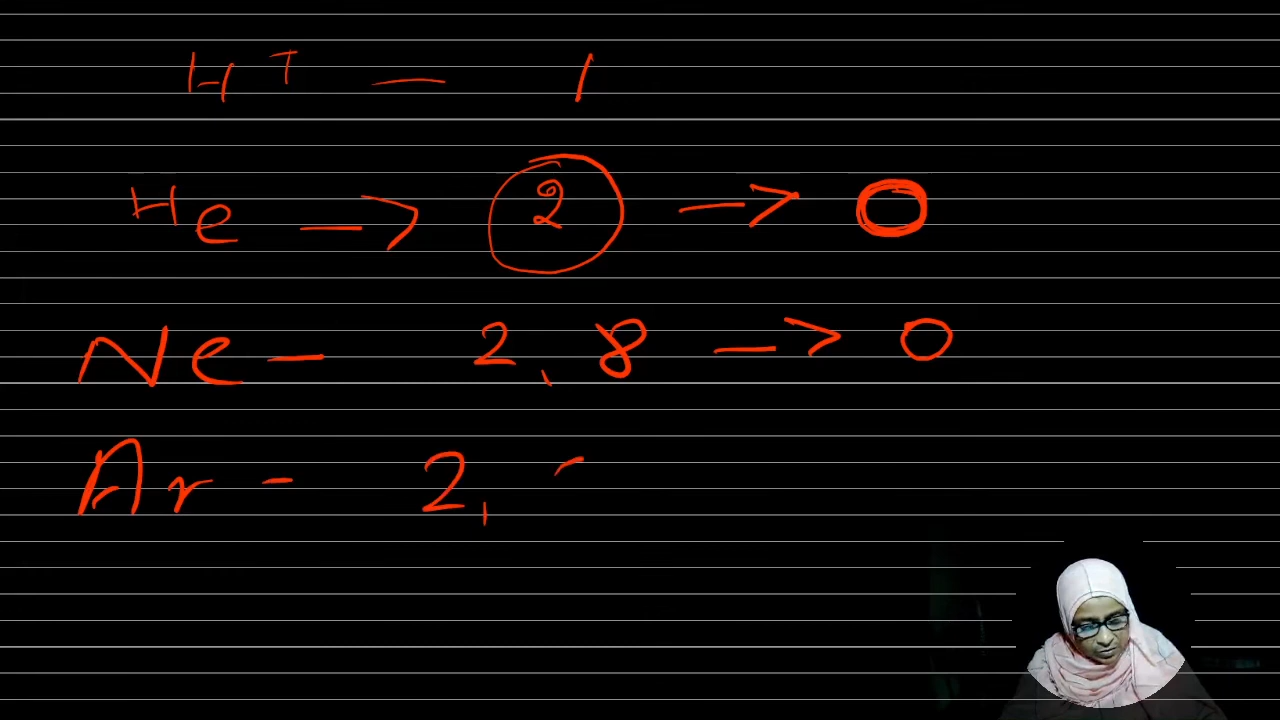 H⁺ — 1
He —> 2 —> 0
Ne — 2, 8 —> 0
Ar - 2,